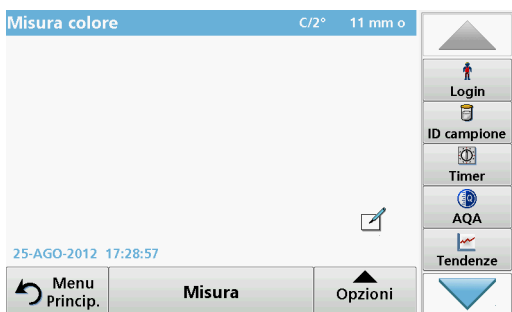 Misura colore C/2° 11 mm o
Login
ID campione
Timer
AQA
Tendenze
25-AGO-2012 17:28:57
Menu
Princip.
Misura
Opzioni